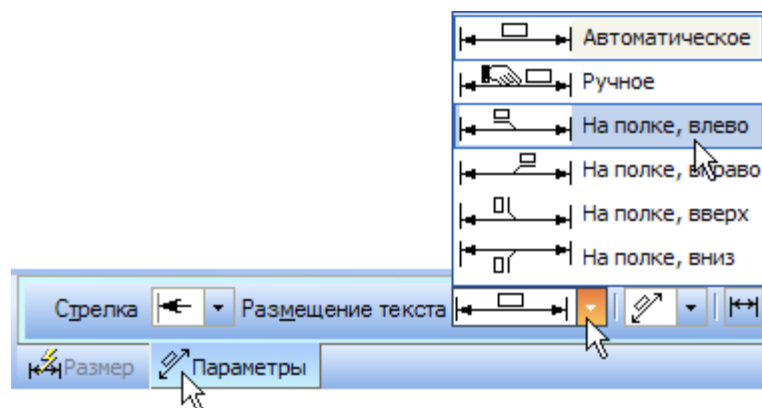 Автоматическое
Ручное
На полке, влево
На полке, вправо
На полке, вверх
На полке, вниз
Стрелка Размещение текста
Размер Параметры